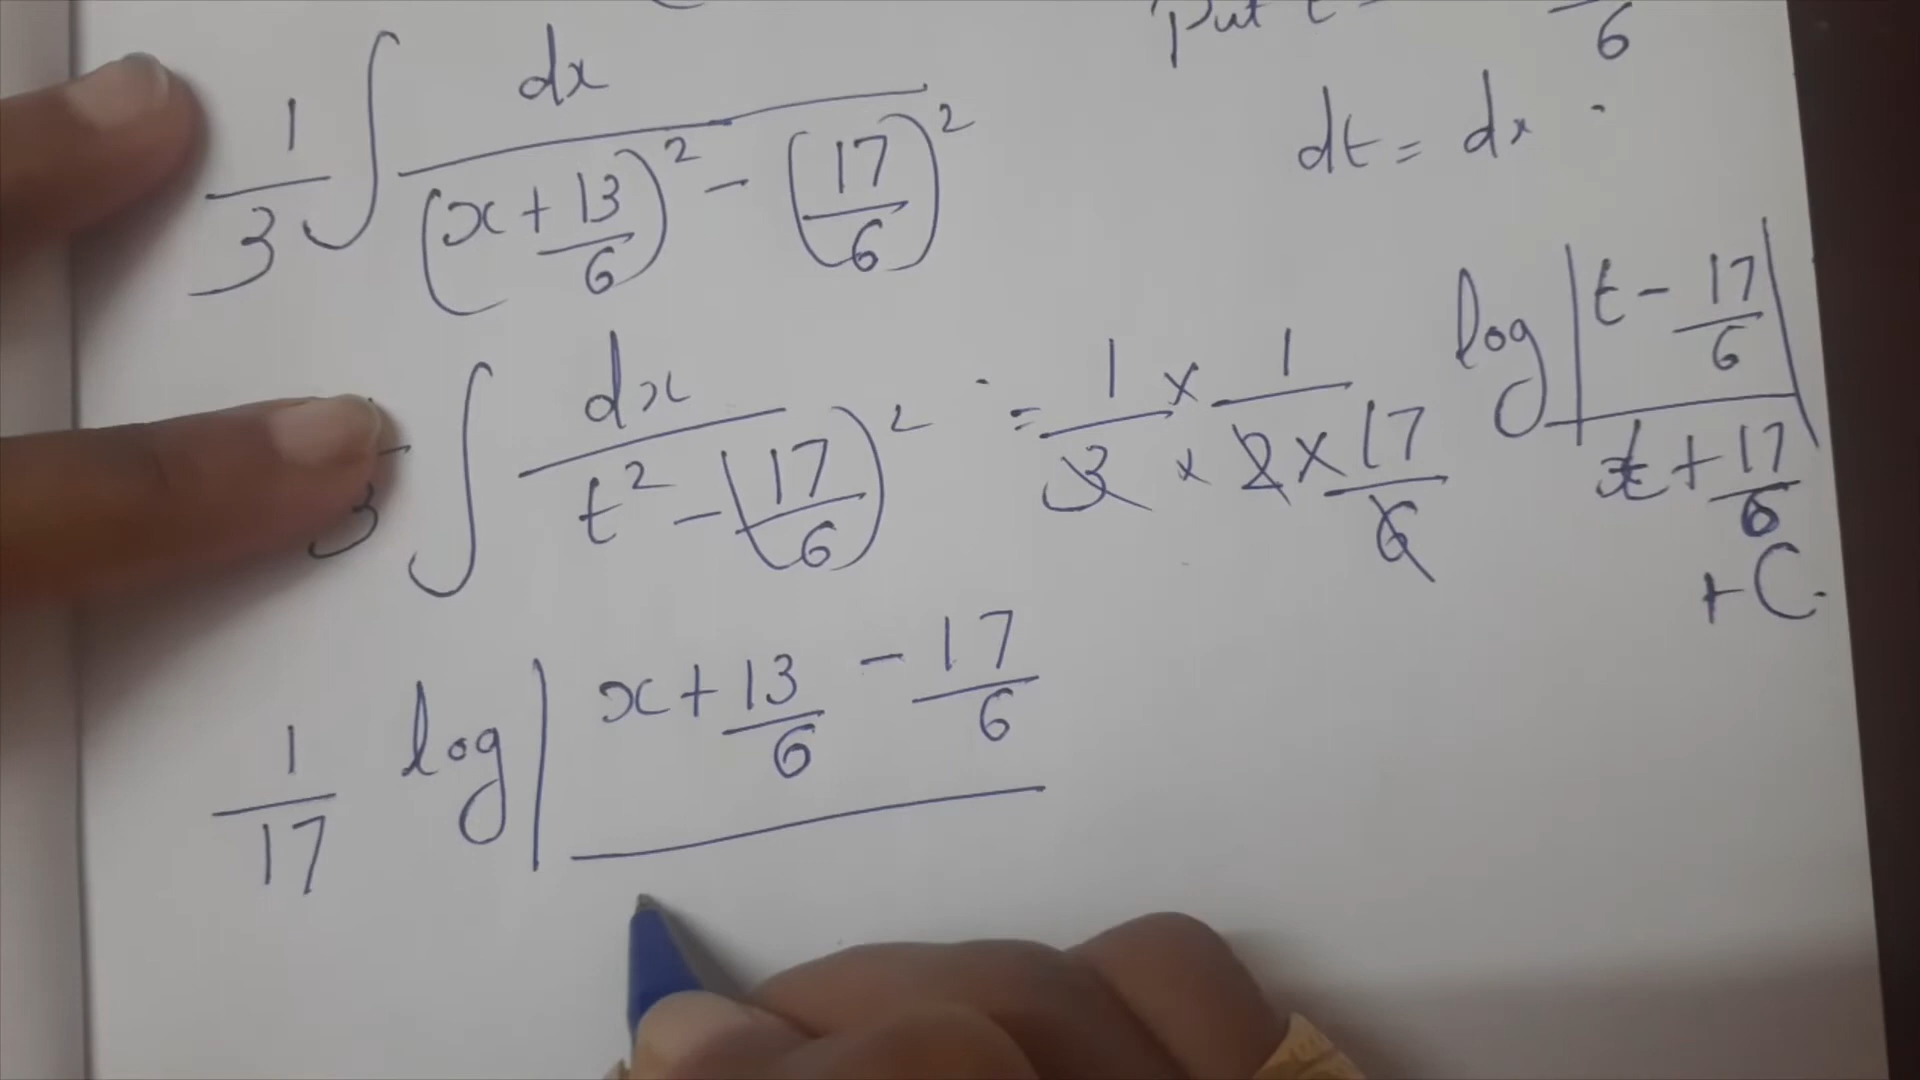 Put t
6
dt = dx
1/3 ∫ dx / (x + 13/6)² - (17/6)²
3 ∫ dx / t² - (17/6)² = 1/3 × 1 / × 2 × 17/6 log | t - 17/6 / t + 17/6 | + C.
1/17 log | x + 13/6 - 17/6